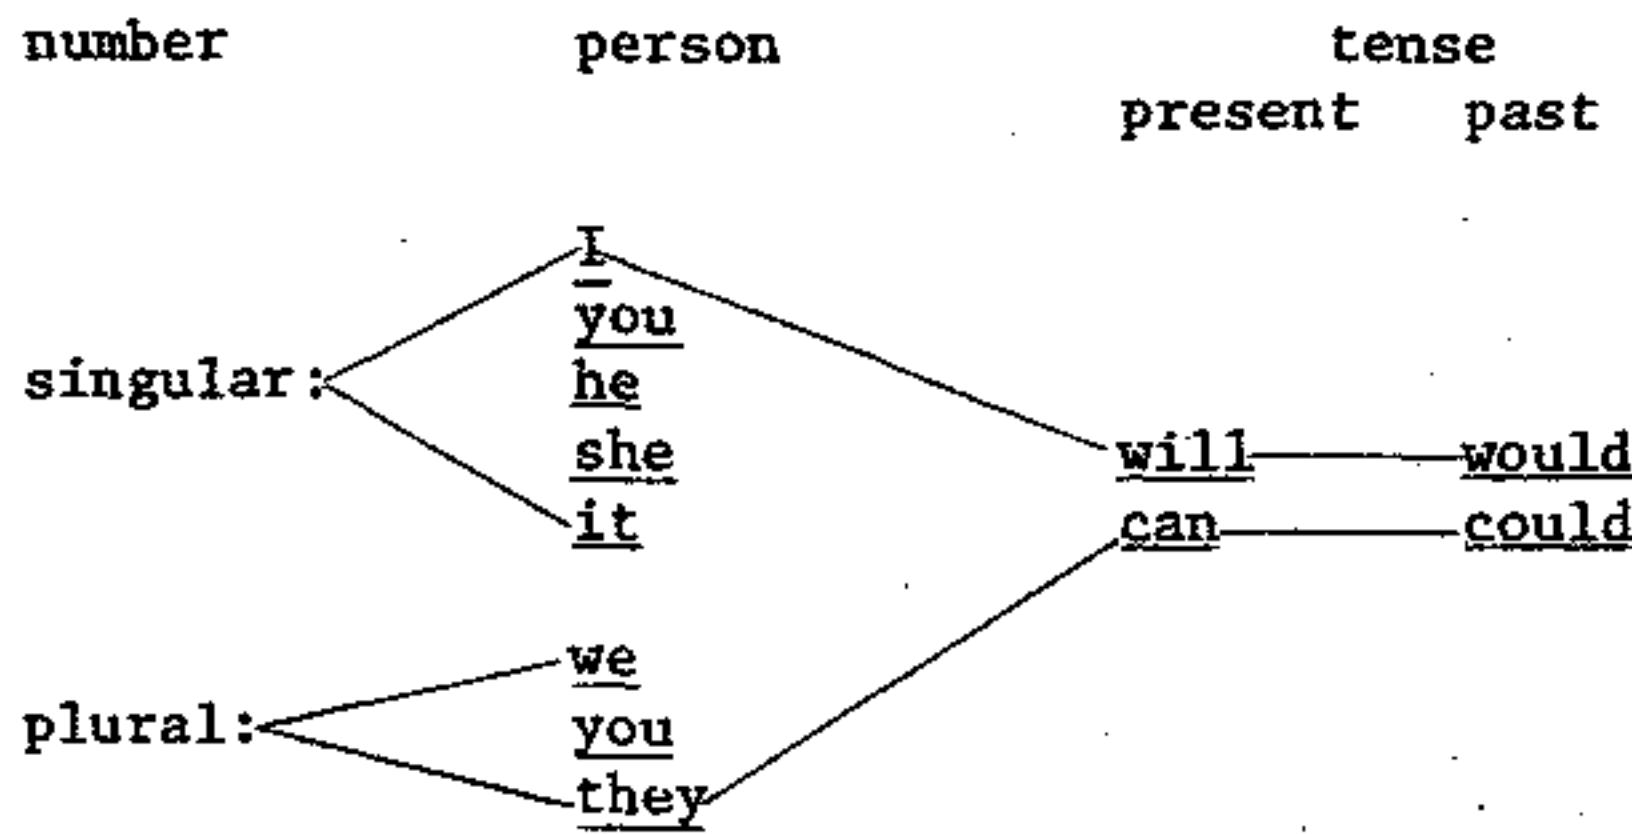 number person tense
present past
I
you
singular: he
she will would
it can could
we
plural: you
they